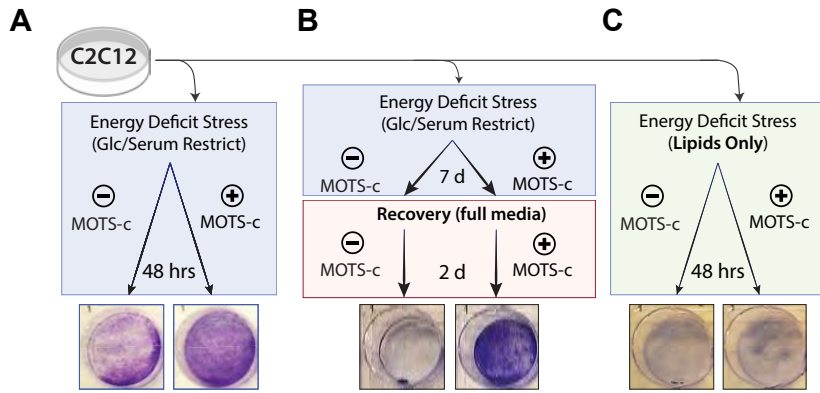 A
B
C
C2C12
Energy Deficit Stress
(Glc/Serum Restrict)
− +
MOTS-c MOTS-c
48 hrs
Energy Deficit Stress
(Glc/Serum Restrict)
− +
MOTS-c 7 d MOTS-c
Recovery (full media)
− +
MOTS-c 2 d MOTS-c
Energy Deficit Stress
(Lipids Only)
− +
MOTS-c MOTS-c
48 hrs